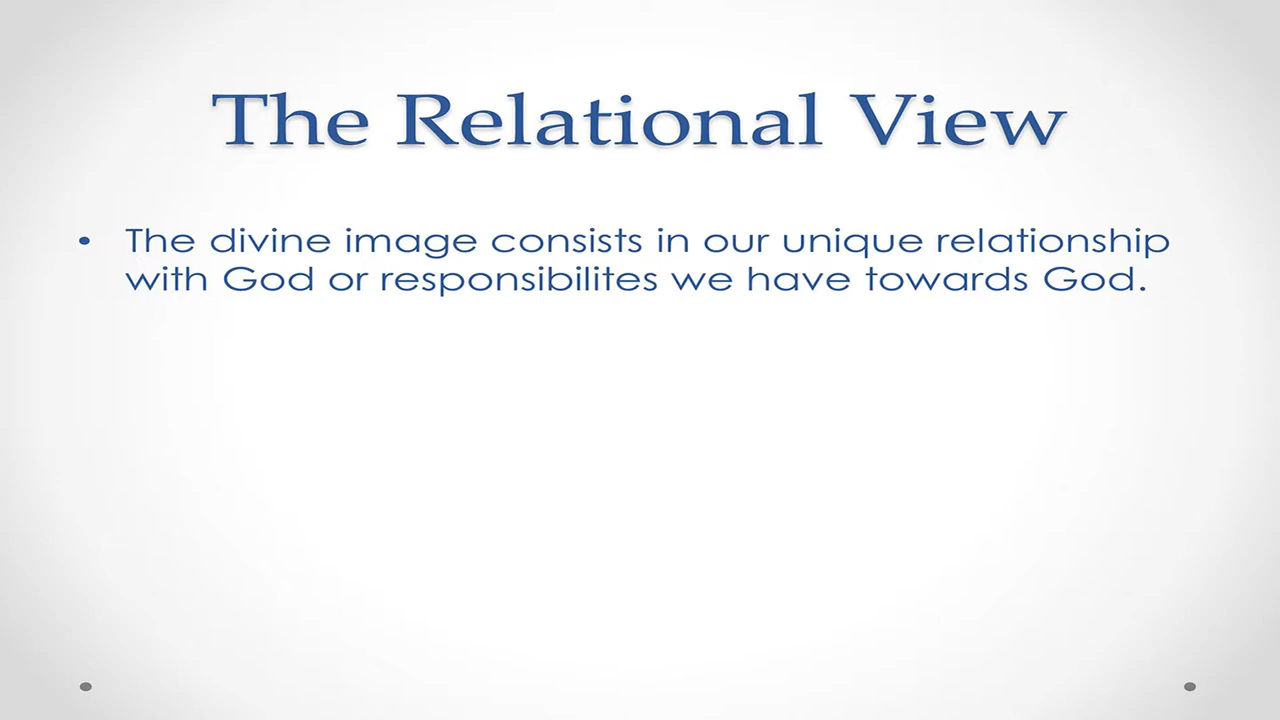 The Relational View
• The divine image consists in our unique relationship
with God or responsibilites we have towards God.